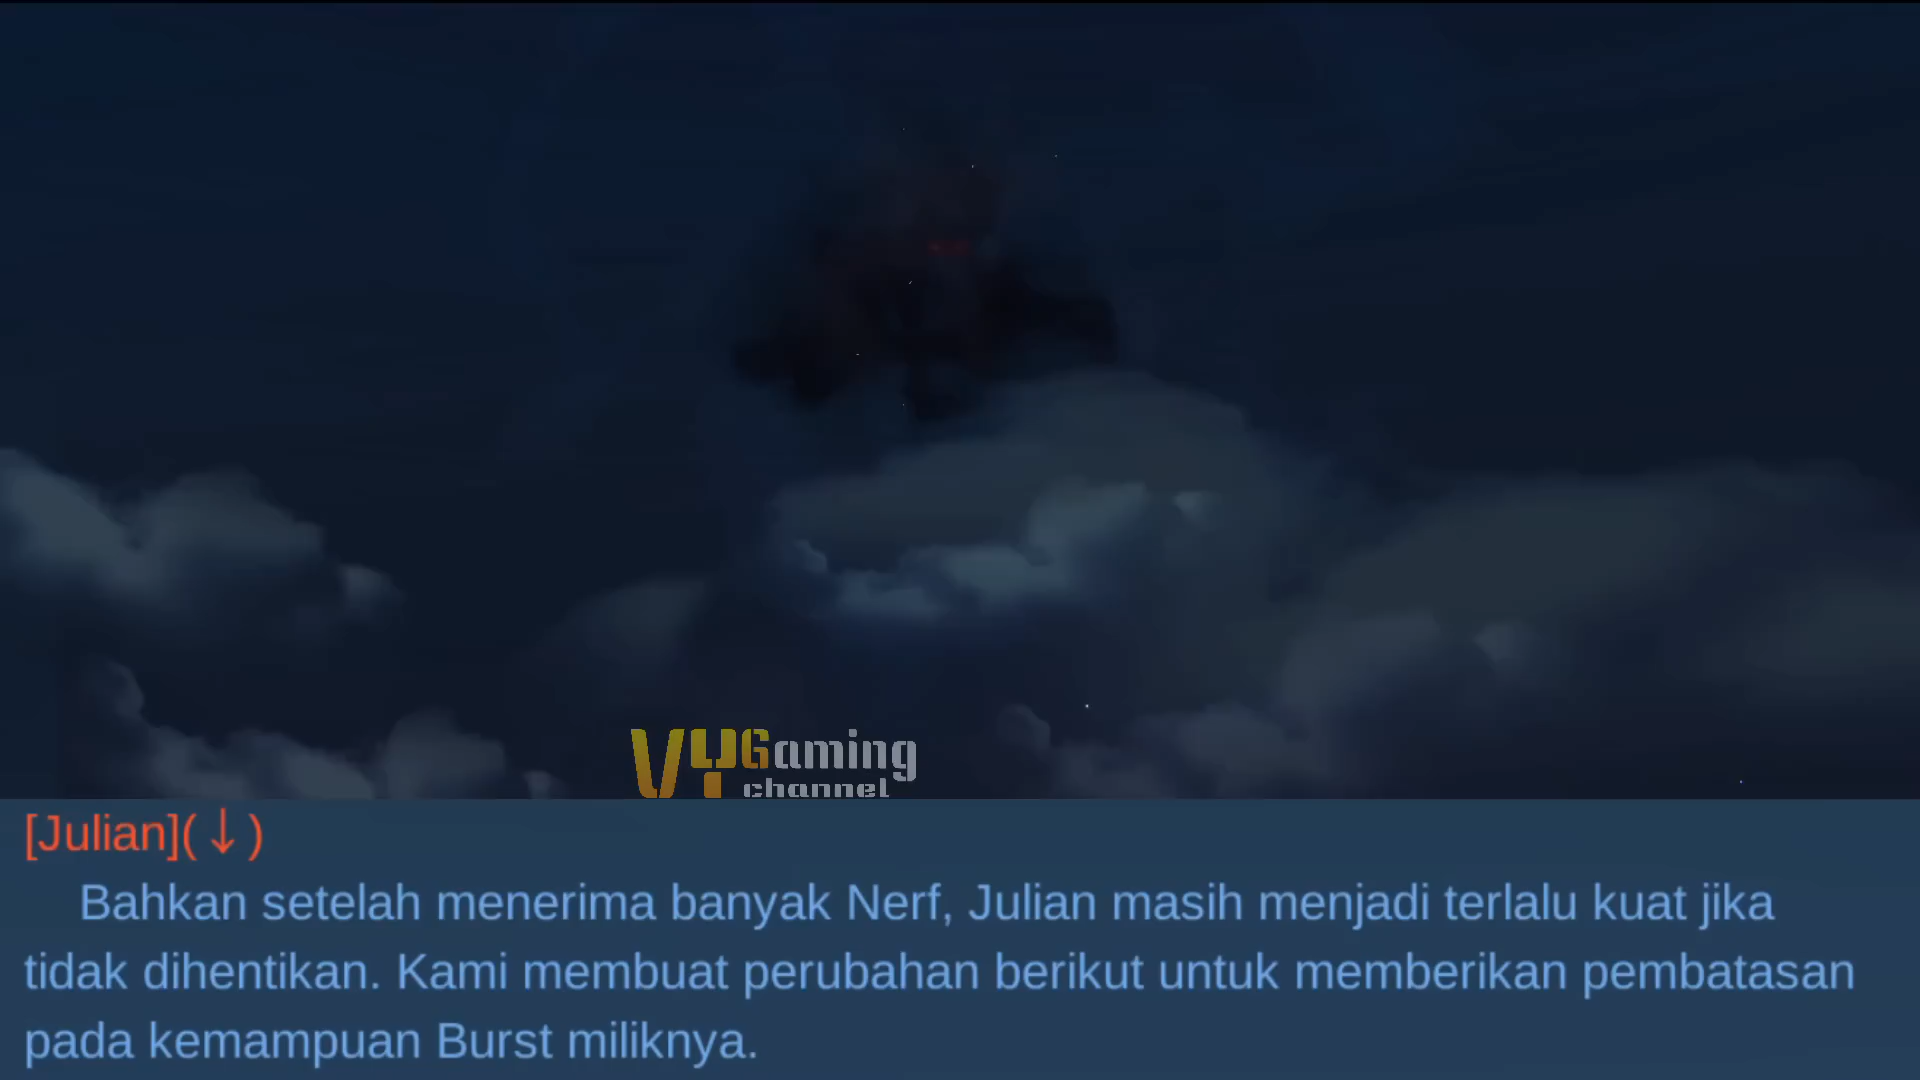 VYGaming
channel
[Julian](↓)
Bahkan setelah menerima banyak Nerf, Julian masih menjadi terlalu kuat jika
tidak dihentikan. Kami membuat perubahan berikut untuk memberikan pembatasan
pada kemampuan Burst miliknya.